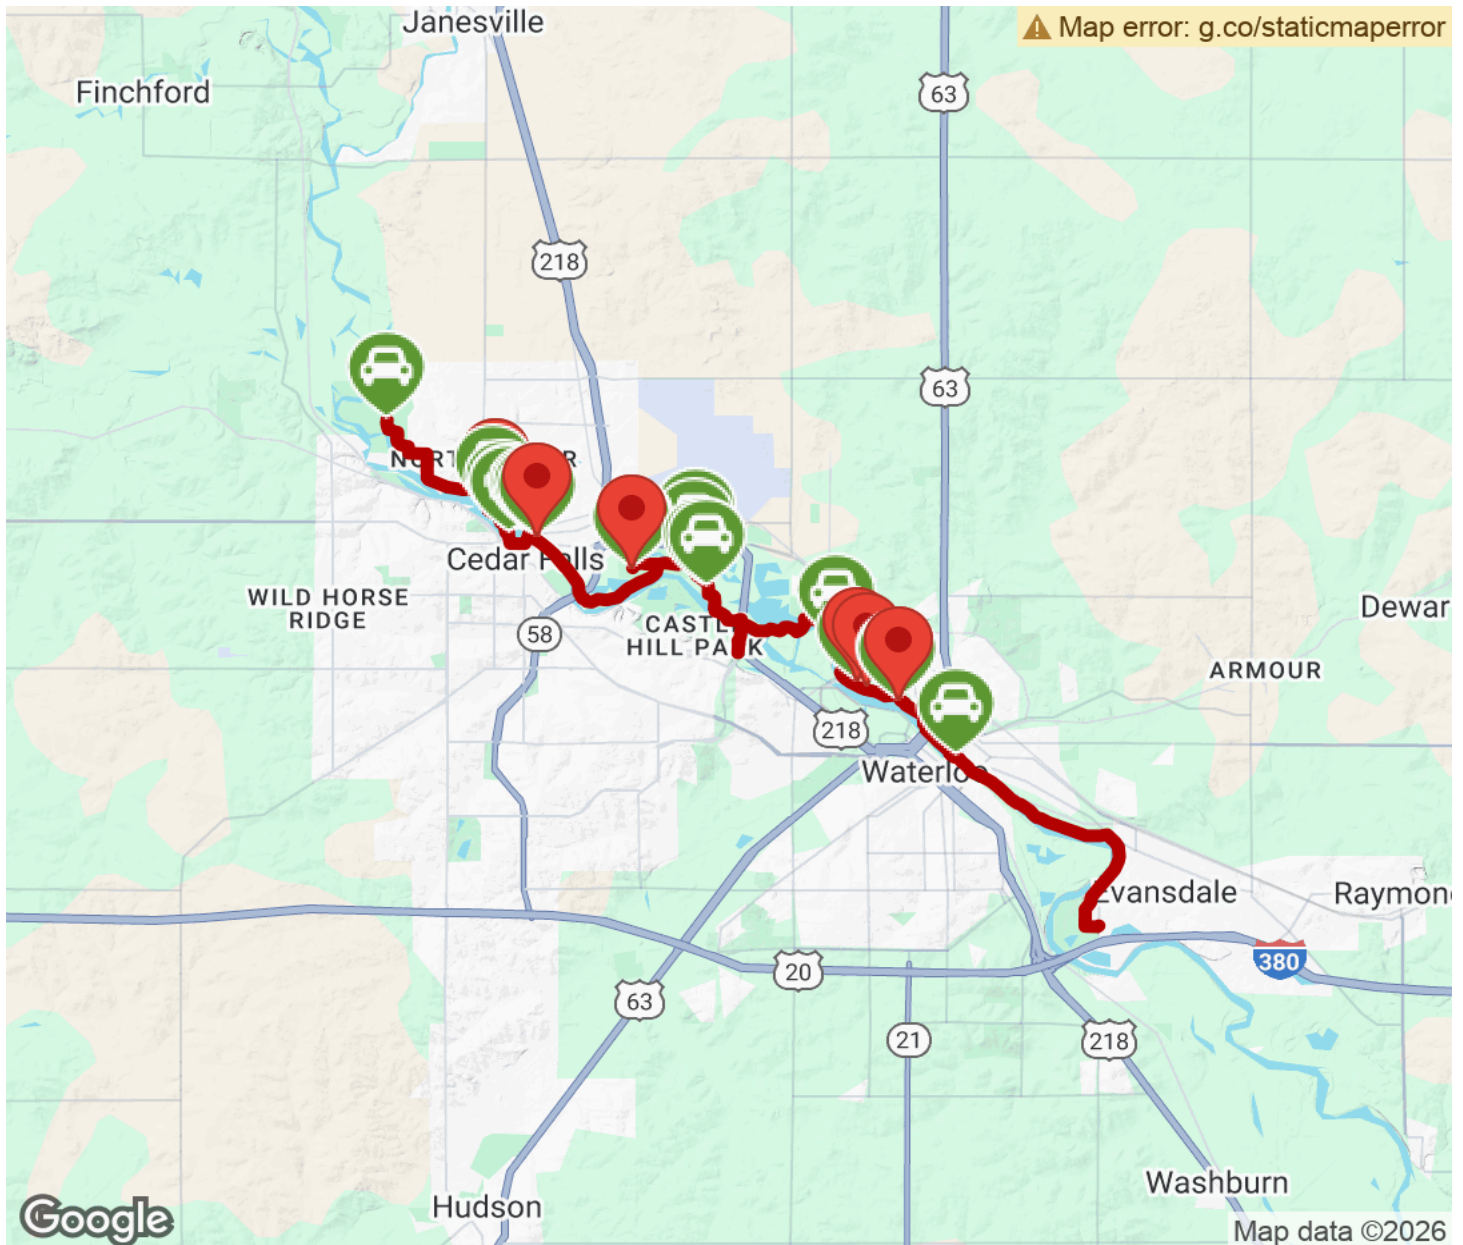 Janesville
Map error: g.co/staticmaperror
Finchford
63
218
63
Cedar Falls
WILD HORSE
RIDGE
58
CASTLE
HILL PARK
Dewar
ARMOUR
218
Waterloo
Evansdale
Raymon
380
20
63
21
218
Washburn
Hudson
Google
Map data ©2026